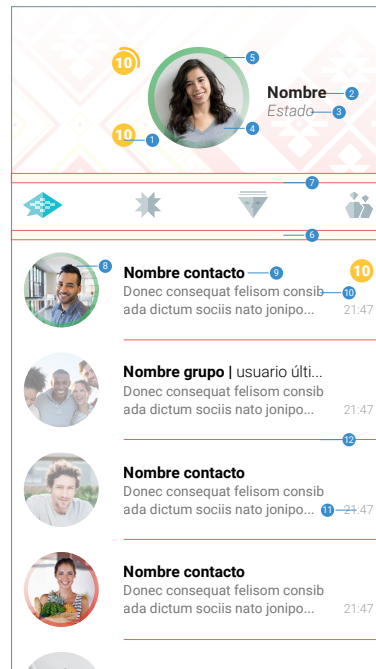 10
5
Nombre 2
Estado 3
4
10 1
7
6
8
Nombre contacto 9 10
Donec consequat felisom consib 10
ada dictum sociis nato jonipo... 21:47
Nombre grupo | usuario últi...
Donec consequat felisom consib
ada dictum sociis nato jonipo... 21:47
12
Nombre contacto
Donec consequat felisom consib
ada dictum sociis nato jonipo... 11 21:47
Nombre contacto
Donec consequat felisom consib
ada dictum sociis nato jonipo... 21:47